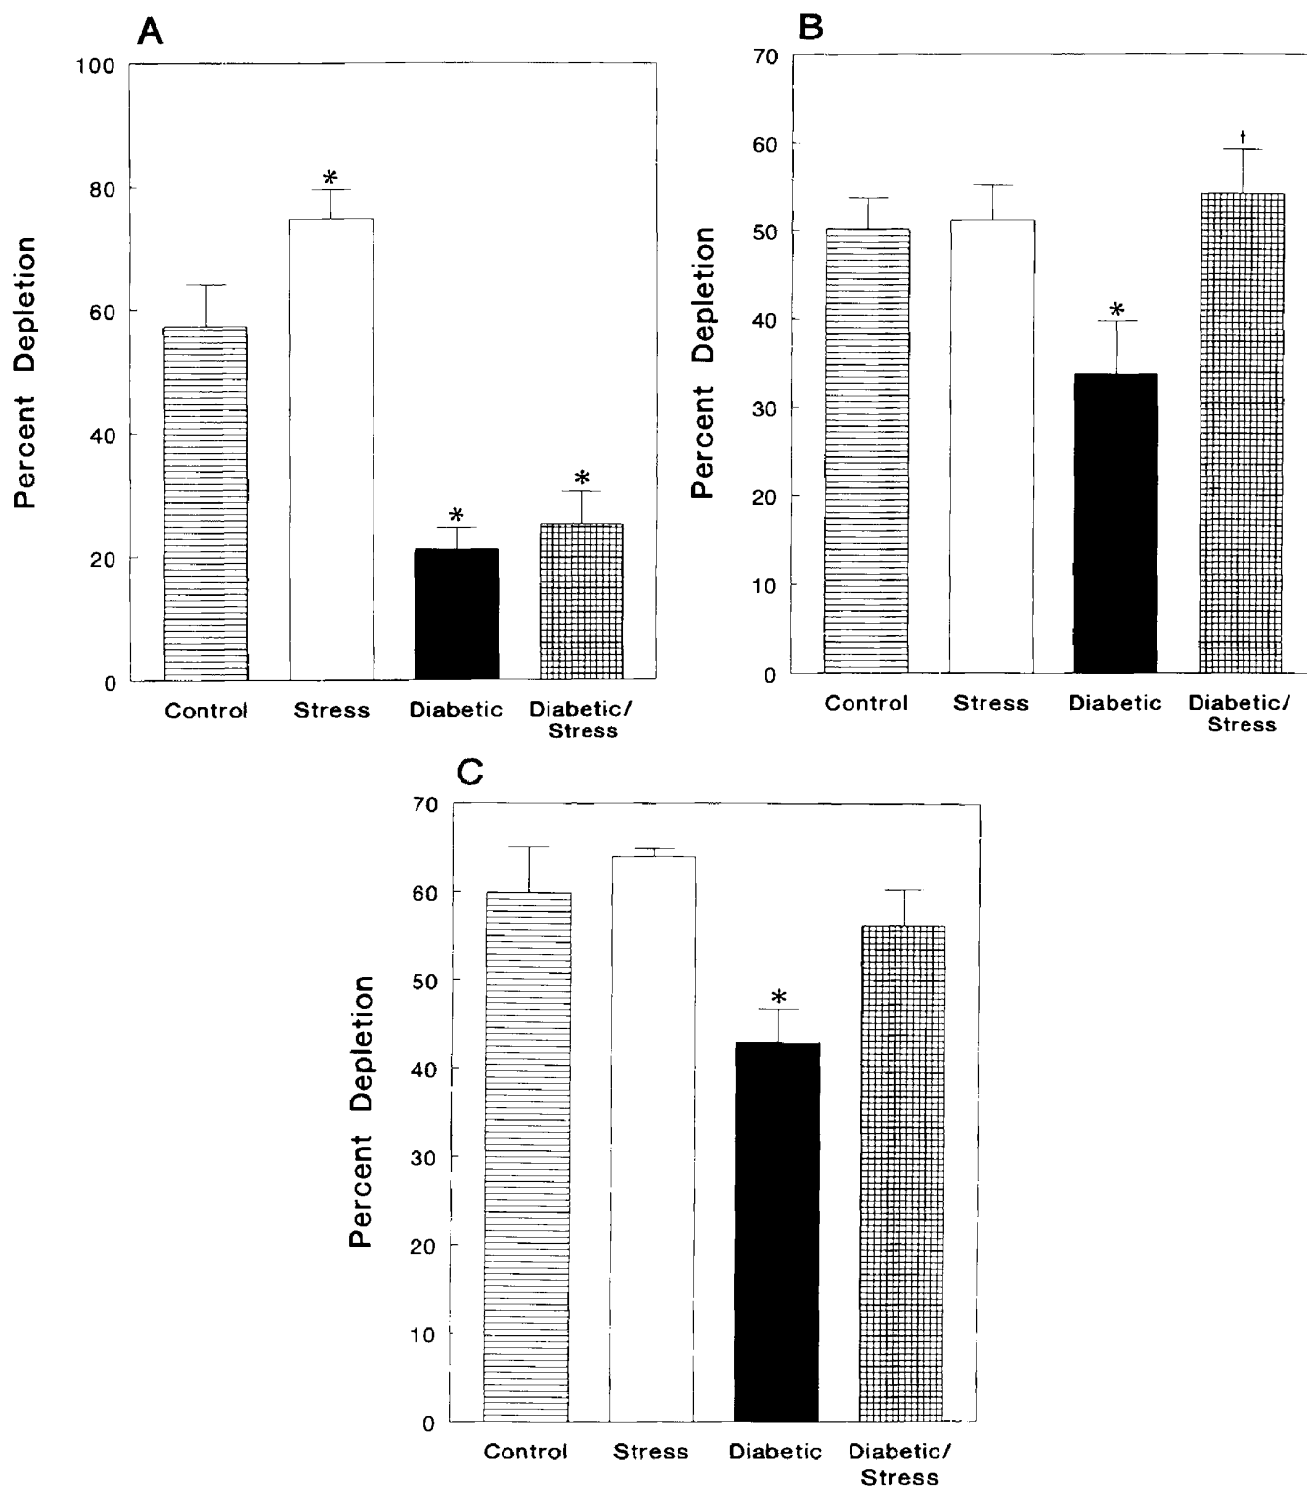 A
Percent Depletion
100
80
60
40
20
0
*
*
*
Control Stress Diabetic Diabetic/
Stress
B
Percent Depletion
70
60
50
40
30
20
10
0
*
†
Control Stress Diabetic Diabetic/
Stress
C
Percent Depletion
70
60
50
40
30
20
10
0
*
Control Stress Diabetic Diabetic/
Stress